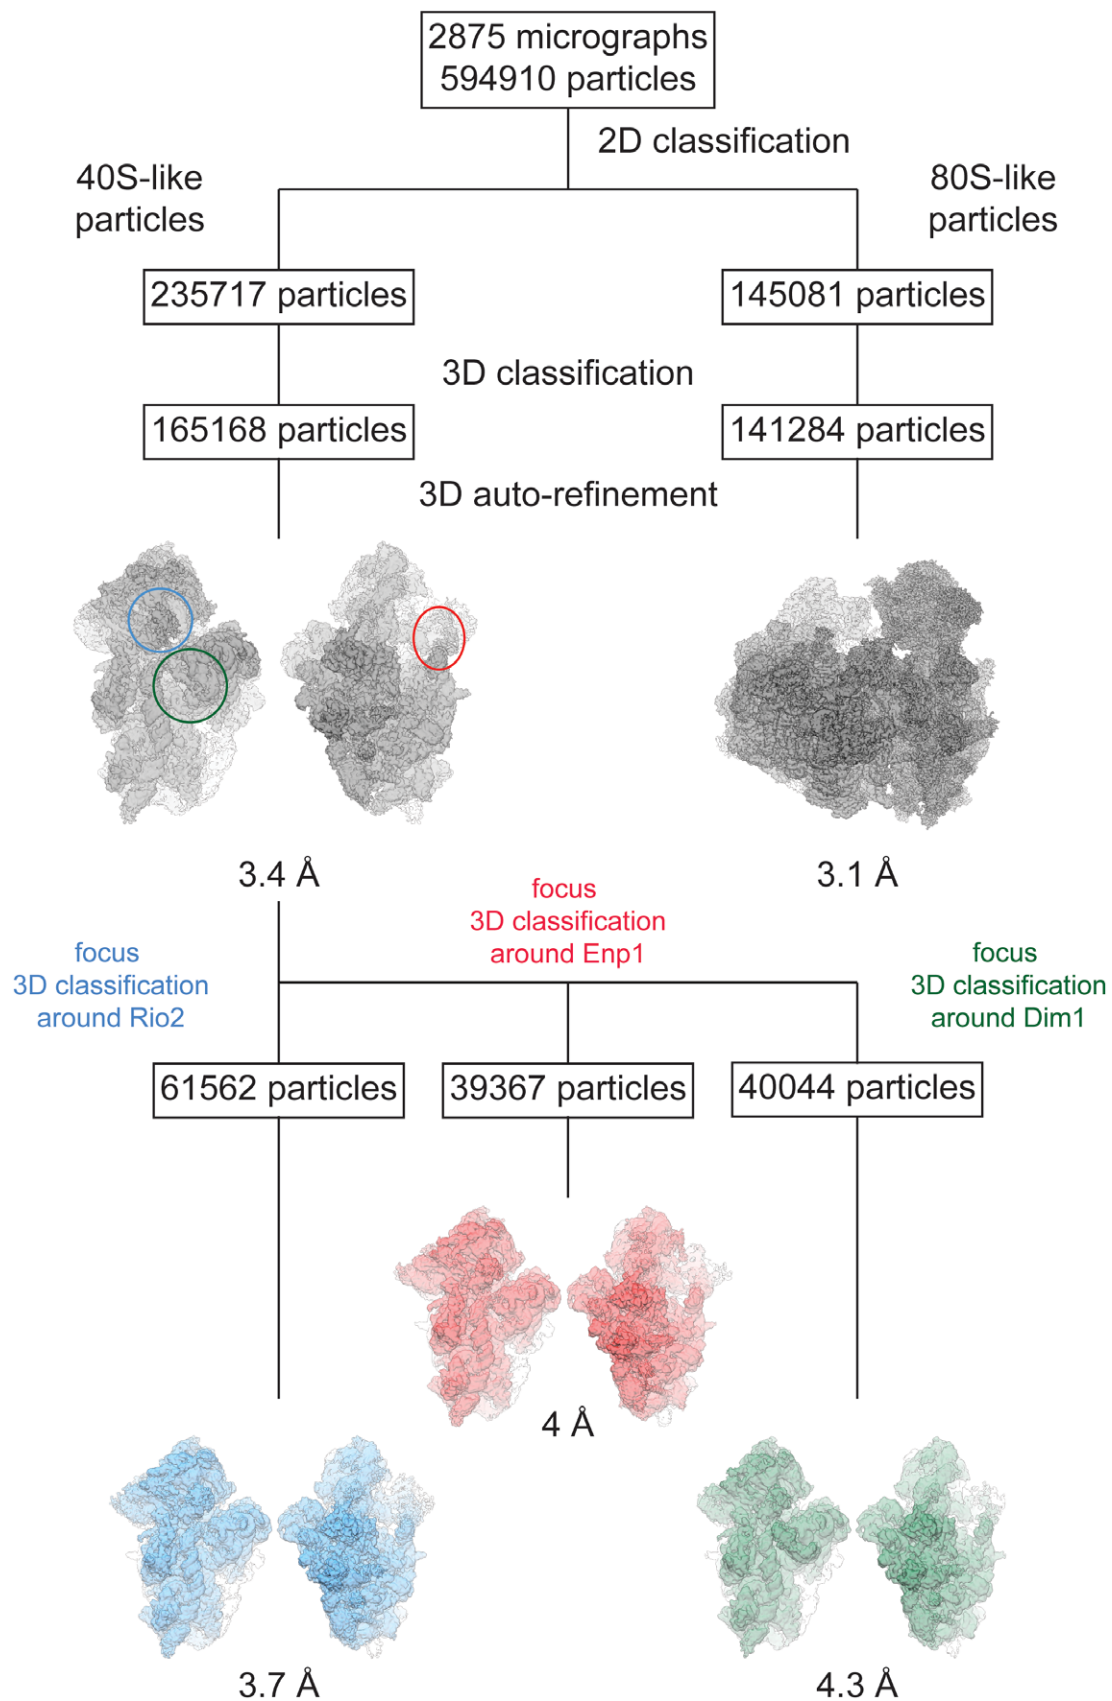 2875 micrographs
594910 particles
2D classification
40S-like
particles
80S-like
particles
235717 particles
145081 particles
3D classification
165168 particles
141284 particles
3D auto-refinement
3.4 Å
3.1 Å
focus
3D classification
around Enp1
focus
3D classification
around Rio2
focus
3D classification
around Dim1
61562 particles
39367 particles
40044 particles
4 Å
3.7 Å
4.3 Å